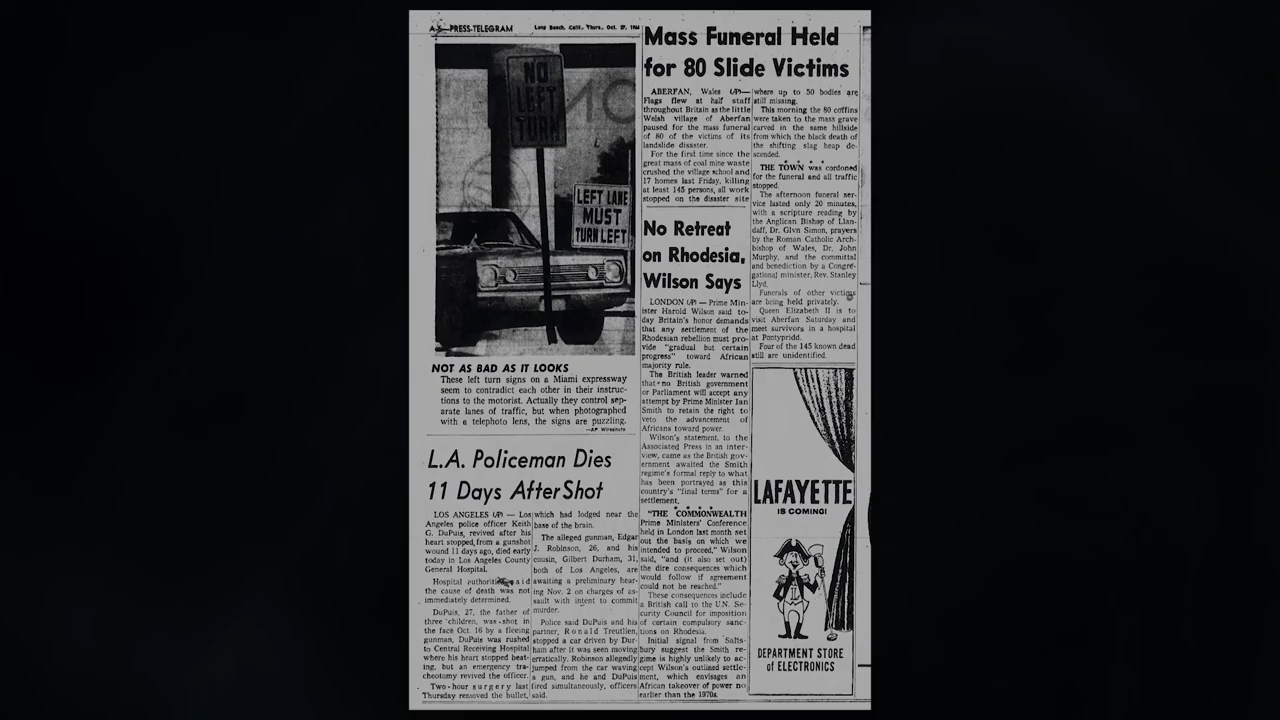 A-5—PRESS-TELEGRAM
Long Beach, Calif., Thurs., Oct. 27, 1966
NO
LEFT
TURN
LEFT LANE
MUST
TURN LEFT
NOT AS BAD AS IT LOOKS
These left turn signs on a Miami expressway
seem to contradict each other in their instruc-
tions to the motorist. Actually they control sep-
arate lanes of traffic, but when photographed
with a telephoto lens, the signs are puzzling.
—AP Wirephoto
L.A. Policeman Dies
11 Days After Shot
LOS ANGELES (AP) — Los
Angeles police officer Keith
G. DuPuis, revived after his
heart stopped from a gunshot
wound 11 days ago, died early
today in Los Angeles County
General Hospital.
Hospital authorities said
the cause of death was not
immediately determined.
DuPuis, 27, the father of
three children, was shot in
the face Oct. 16 by a fleeing
gunman, DuPuis was rushed
to Central Receiving Hospital
where his heart stopped beat-
ing, but an emergency tra-
cheotomy revived the officer.
Two-hour surgery last
Thursday removed the bullet,
which had lodged near the
base of the brain.
The alleged gunman, Edgar
J. Robinson, 26, and his
cousin, Gilbert Durham, 31,
both of Los Angeles, are
awaiting a preliminary hear-
ing Nov. 2 on charges of as-
sault with intent to commit
murder.
Police said DuPuis and his
partner, Ronald Treutlien,
stopped a car driven by Dur-
ham after it was seen moving
erratically. Robinson allegedly
jumped from the car waving
a gun, and he and DuPuis
fired simultaneously, officers
said.
Mass Funeral Held
for 80 Slide Victims
ABERFAN, Wales (AP)—
Flags flew at half staff
throughout Britain as the little
Welsh village of Aberfan
paused for the mass funeral
of 80 of the victims of its
landslide disaster.
For the first time since the
great mass of coal mine waste
crushed the village school and
17 homes last Friday, killing
at least 145 persons, all work
stopped on the disaster site
where up to 50 bodies are
still missing.
This morning the 80 coffins
were taken to the mass grave
carved in the same hillside
from which the black death of
the shifting slag heap de-
scended.
THE TOWN was cordoned
for the funeral and all traffic
stopped.
The afternoon funeral ser-
vice lasted only 20 minutes,
with a scripture reading by
the Anglican Bishop of Llan-
daff, Dr. Glyn Simon, prayers
by the Roman Catholic Arch-
bishop of Wales, Dr. John
Murphy, and the committal
and benediction by a Congre-
gational minister, Rev. Stanley
Llyd.
Funerals of other victims
are being held privately.
Queen Elizabeth II is to
visit Aberfan Saturday and
meet survivors in a hospital
at Pontypridd.
Four of the 145 known dead
still are unidentified.
No Retreat
on Rhodesia,
Wilson Says
LONDON (AP) — Prime Min-
ister Harold Wilson said to-
day Britain's honor demands
that any settlement of the
Rhodesian rebellion must pro-
vide "gradual but certain
progress" toward African
majority rule.
The British leader warned
that no British government
or Parliament will accept any
attempt by Prime Minister Ian
Smith to retain the right to
veto the advancement of
Africans toward power.
Wilson's statement, to the
Associated Press in an inter-
view, came as the British gov-
ernment awaited the Smith
regime's formal reply to what
has been portrayed as this
country's "final terms" for a
settlement.
"THE COMMONWEALTH
Prime Ministers' Conference
held in London last month set
out the basis on which we
intended to proceed," Wilson
said, "and (it also set out)
the dire consequences which
would follow if agreement
could not be reached."
These consequences include
a British call to the U.N. Se-
curity Council for imposition
of certain compulsory sanc-
tions on Rhodesia.
Initial signal from Salis-
bury suggest the Smith re-
gime is highly unlikely to ac-
cept Wilson's outlined settle-
ment, which envisages an
African takeover of power no
earlier than the 1970s.
LAFAYETTE
IS COMING!
DEPARTMENT STORE
of ELECTRONICS